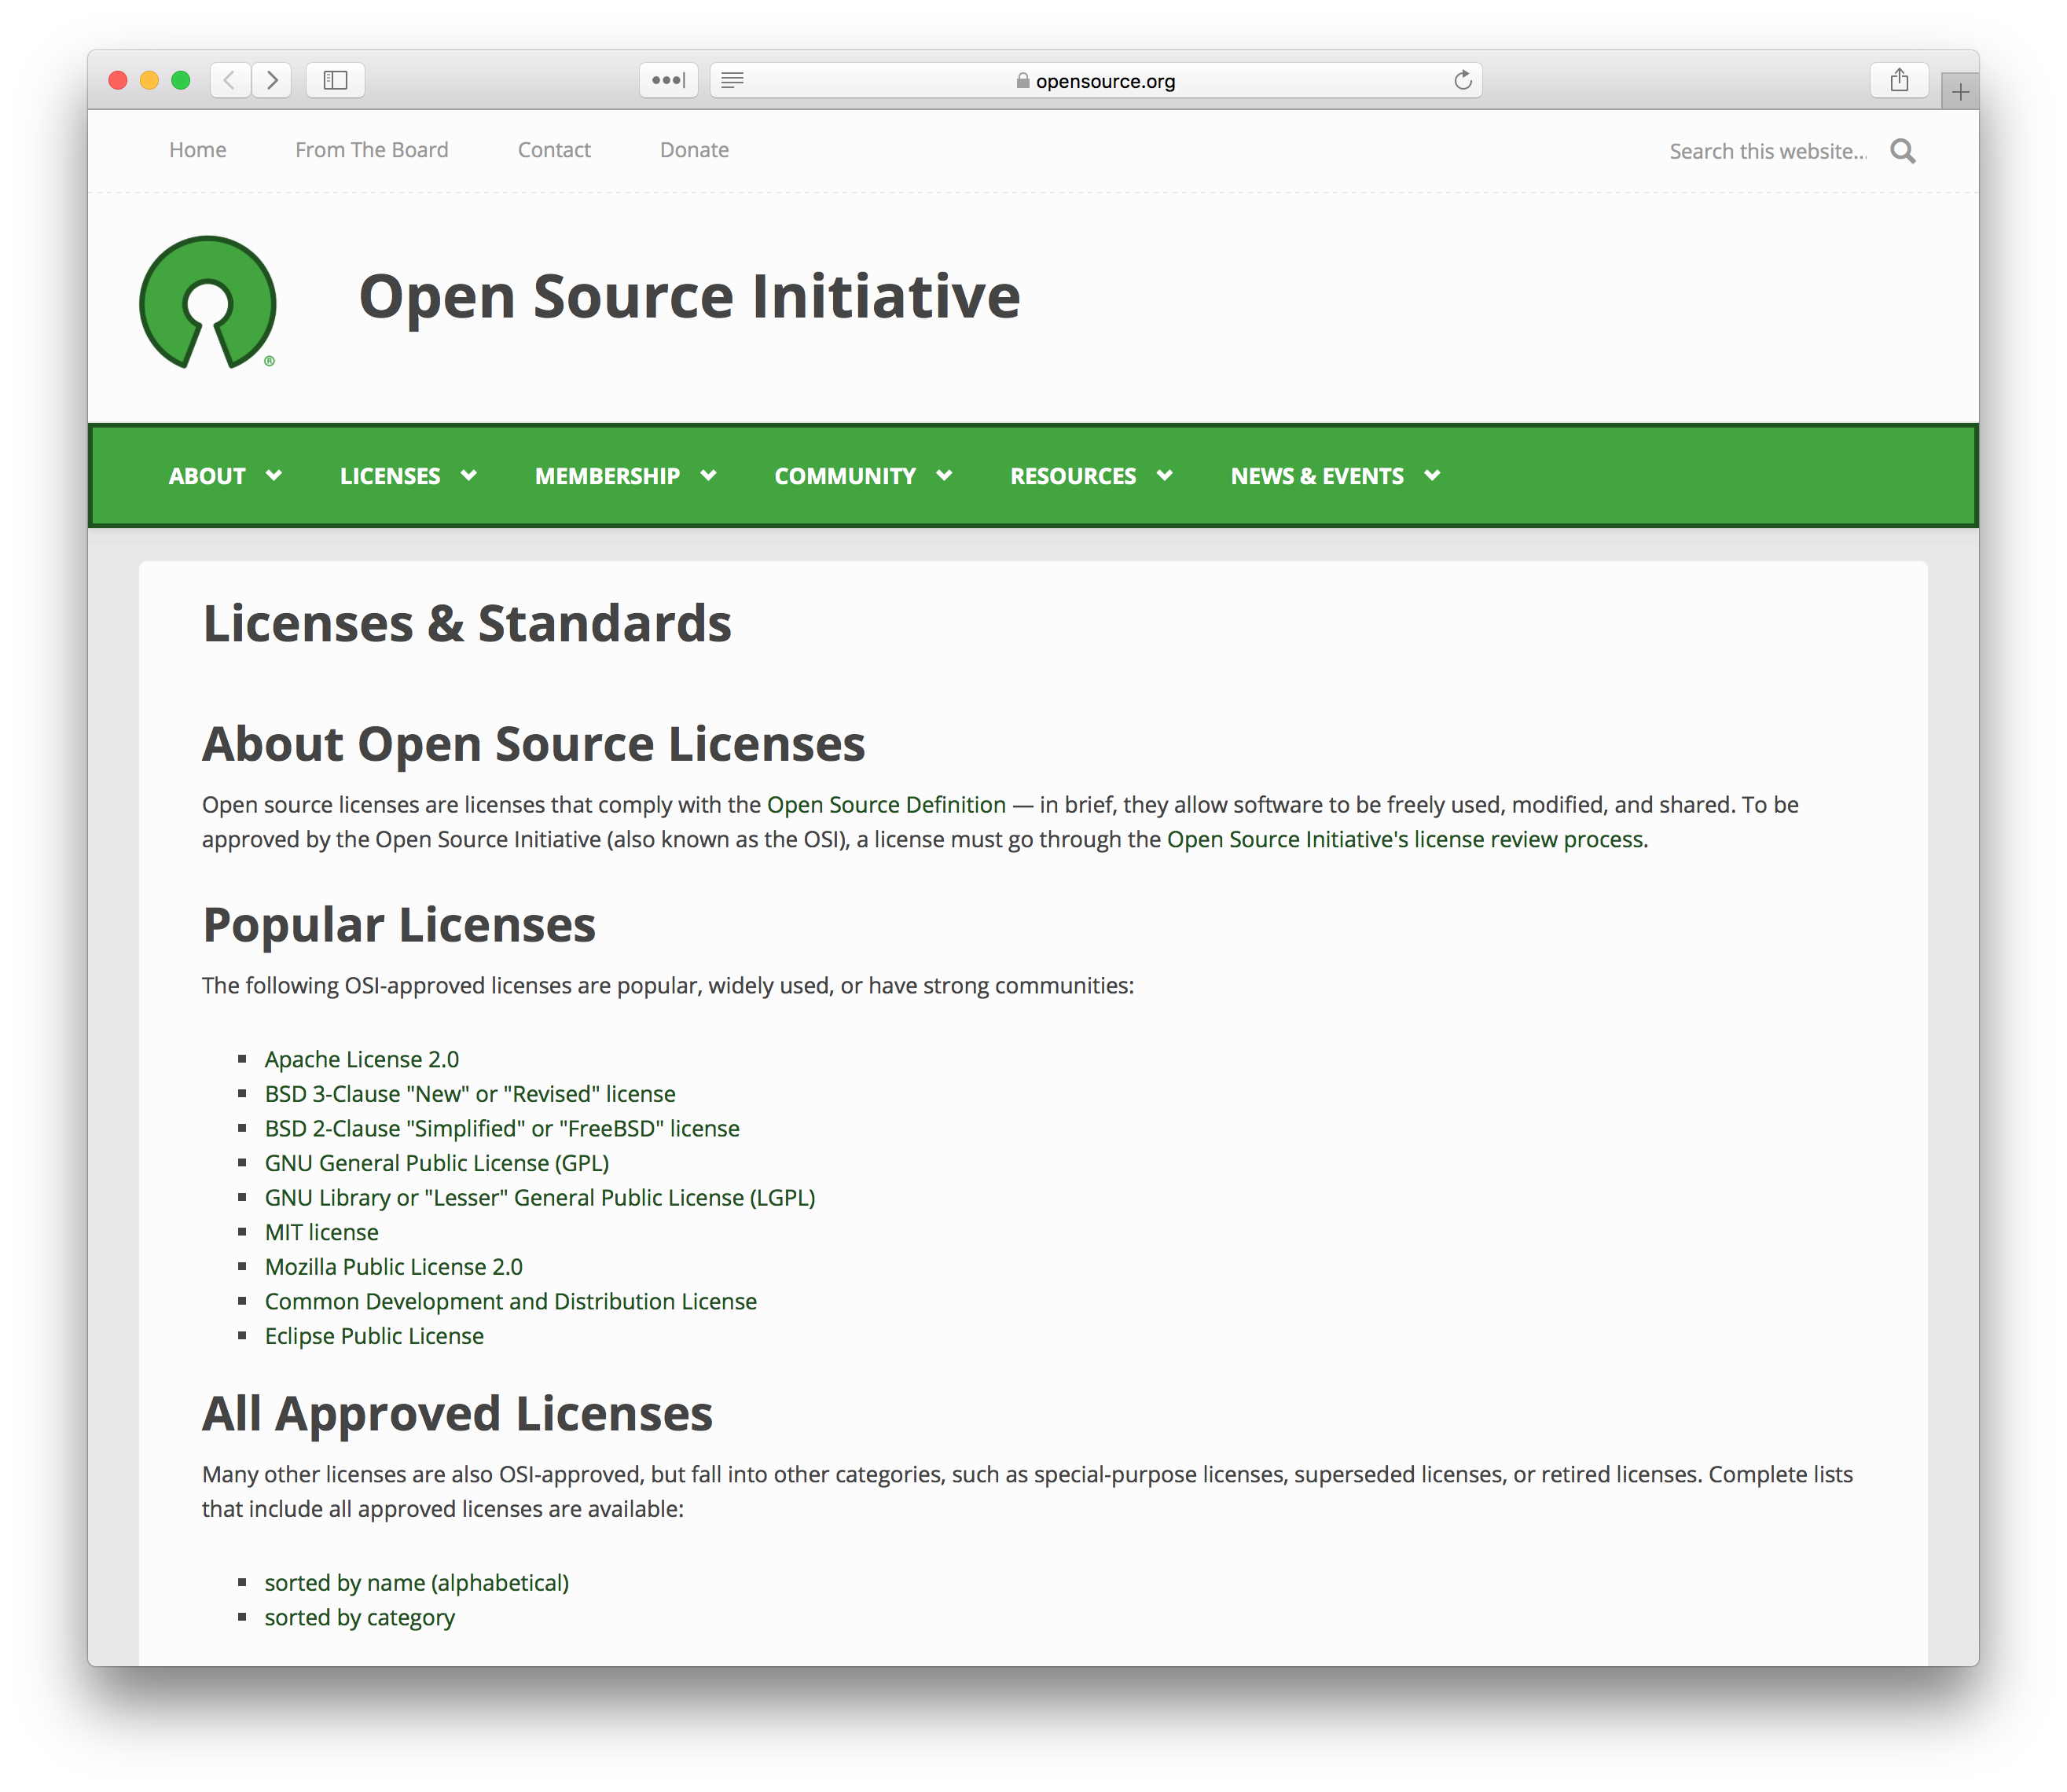 opensource.org
Home From The Board Contact Donate Search this website...
Open Source Initiative
®
ABOUT LICENSES MEMBERSHIP COMMUNITY RESOURCES NEWS & EVENTS
Licenses & Standards
About Open Source Licenses
Open source licenses are licenses that comply with the Open Source Definition — in brief, they allow software to be freely used, modified, and shared. To be
approved by the Open Source Initiative (also known as the OSI), a license must go through the Open Source Initiative's license review process.
Popular Licenses
The following OSI-approved licenses are popular, widely used, or have strong communities:
Apache License 2.0
BSD 3-Clause "New" or "Revised" license
BSD 2-Clause "Simplified" or "FreeBSD" license
GNU General Public License (GPL)
GNU Library or "Lesser" General Public License (LGPL)
MIT license
Mozilla Public License 2.0
Common Development and Distribution License
Eclipse Public License
All Approved Licenses
Many other licenses are also OSI-approved, but fall into other categories, such as special-purpose licenses, superseded licenses, or retired licenses. Complete lists
that include all approved licenses are available:
sorted by name (alphabetical)
sorted by category